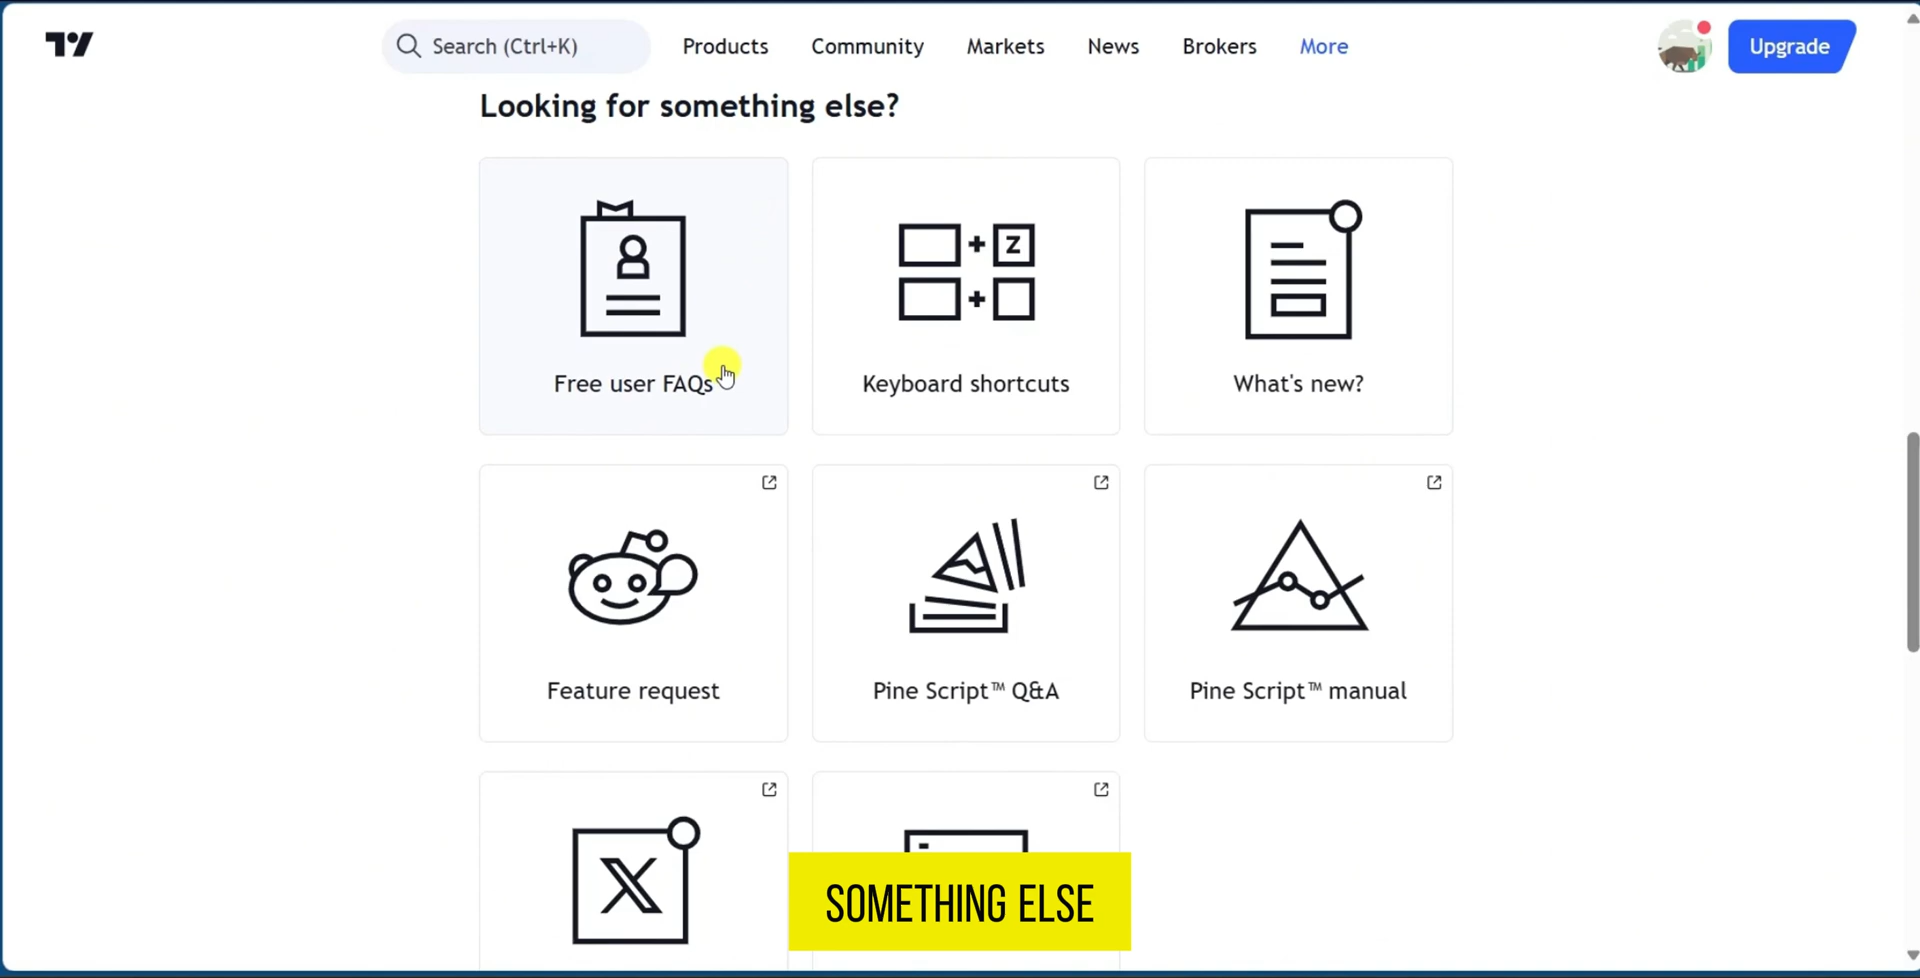 Search (Ctrl+K)
Products
Community
Markets
News
Brokers
More
Upgrade
Looking for something else?
Z
Free user FAQs
Keyboard shortcuts
What's new?
Feature request
Pine Script™ Q&A
Pine Script™ manual
X
SOMETHING ELSE